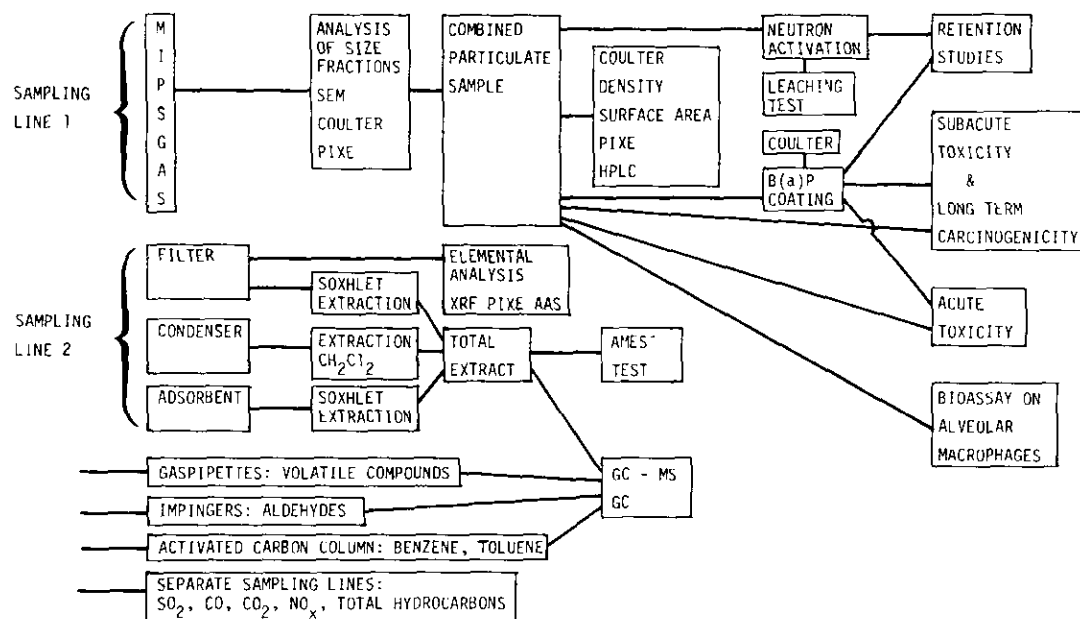 SAMPLING
LINE 1
M
I
P
S
G
A
S
ANALYSIS
OF SIZE
FRACTIONS
SEM
COULTER
PIXE
COMBINED
PARTICULATE
SAMPLE
COULTER
DENSITY
SURFACE AREA
PIXE
HPLC
NEUTRON
ACTIVATION
LEACHING
TEST
COULTER
B(a)P
COATING
RETENTION
STUDIES
SUBACUTE
TOXICITY
&
LONG TERM
CARCINOGENICITY
ACUTE
TOXICITY
BIOASSAY ON
ALVEOLAR
MACROPHAGES
SAMPLING
LINE 2
FILTER
CONDENSER
ADSORBENT
SOXHLET
EXTRACTION
EXTRACTION
CH₂Cl₂
SOXHLET
EXTRACTION
ELEMENTAL
ANALYSIS
XRF PIXE AAS
TOTAL
EXTRACT
AMES-
TEST
GASPIPETTES: VOLATILE COMPOUNDS
IMPINGERS: ALDEHYDES
ACTIVATED CARBON COLUMN: BENZENE, TOLUENE
SEPARATE SAMPLING LINES:
SO₂, CO, CO₂, NOₓ, TOTAL HYDROCARBONS
GC - MS
GC